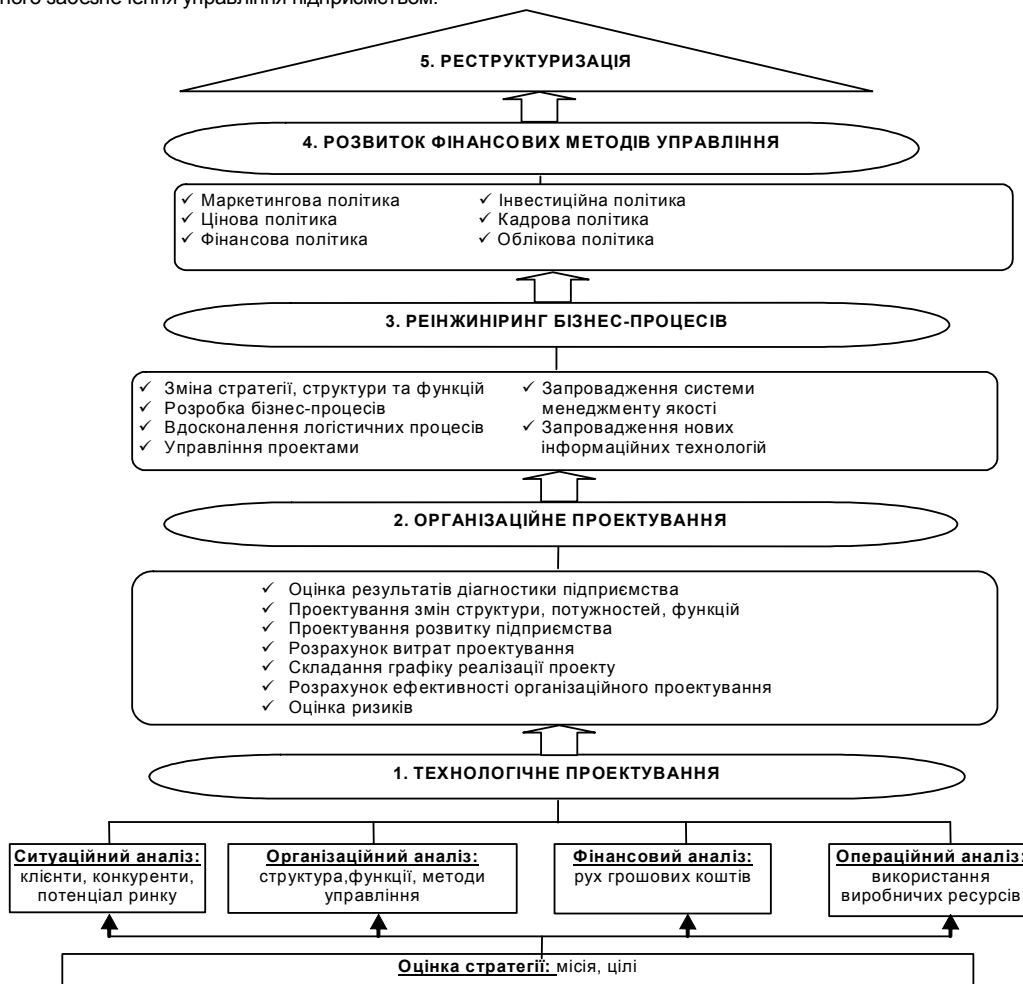 ного забезпечення управління підприємством.
5. РЕСТРУКТУРИЗАЦІЯ
4. РОЗВИТОК ФІНАНСОВИХ МЕТОДІВ УПРАВЛІННЯ
✓ Маркетингова політика
✓ Цінова політика
✓ Фінансова політика
✓ Інвестиційна політика
✓ Кадрова політика
✓ Облікова політика
3. РЕІНЖИНІРИНГ БІЗНЕС-ПРОЦЕСІВ
✓ Зміна стратегії, структури та функцій
✓ Розробка бізнес-процесів
✓ Вдосконалення логістичних процесів
✓ Управління проектами
✓ Запровадження системи
менеджменту якості
✓ Запровадження нових
інформаційних технологій
2. ОРГАНІЗАЦІЙНЕ ПРОЕКТУВАННЯ
✓ Оцінка результатів діагностики підприємства
✓ Проектування змін структури, потужностей, функцій
✓ Проектування розвитку підприємства
✓ Розрахунок витрат проектування
✓ Складання графіку реалізації проекту
✓ Розрахунок ефективності організаційного проектування
✓ Оцінка ризиків
1. ТЕХНОЛОГІЧНЕ ПРОЕКТУВАННЯ
Ситуаційний аналіз:
клієнти, конкуренти,
потенціал ринку
Організаційний аналіз:
структура,функції, методи
управління
Фінансовий аналіз:
рух грошових коштів
Операційний аналіз:
використання
виробничих ресурсів
Оцінка стратегії: місія, цілі